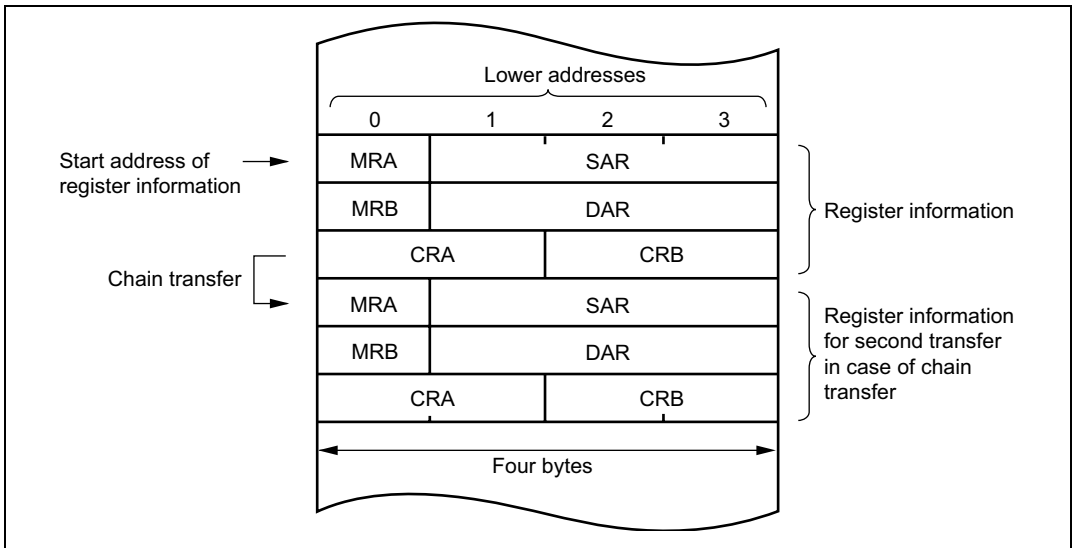 Lower addresses
0 1 2 3
Start address of
register information
MRA SAR
MRB DAR
Register information
CRA CRB
Chain transfer
MRA SAR
MRB DAR
Register information
for second transfer
in case of chain
transfer
CRA CRB
Four bytes